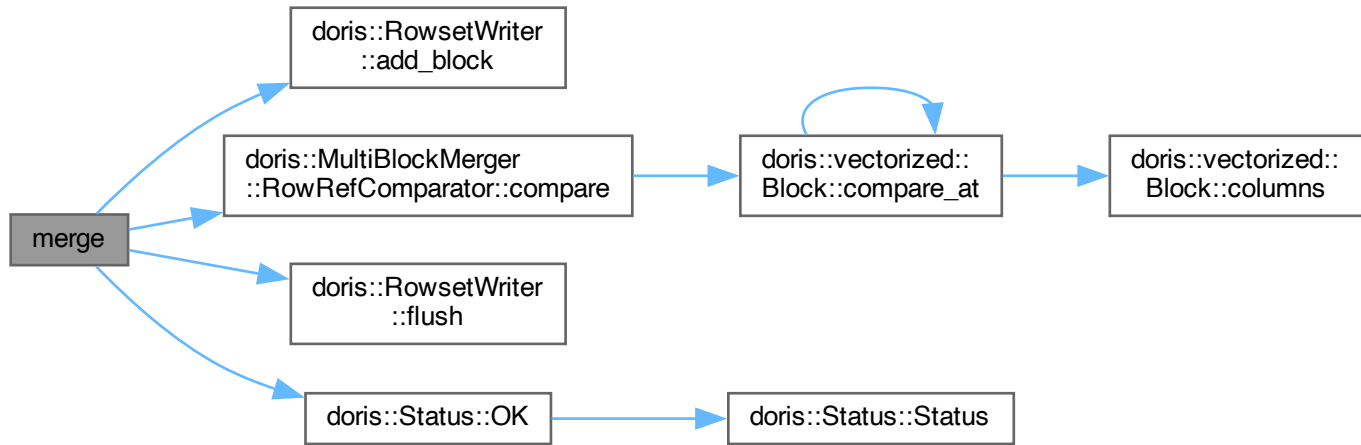 merge
doris::RowsetWriter
::add_block
doris::MultiBlockMerger
::RowRefComparator::compare
doris::vectorized::
Block::compare_at
doris::vectorized::
Block::columns
doris::RowsetWriter
::flush
doris::Status::OK
doris::Status::Status